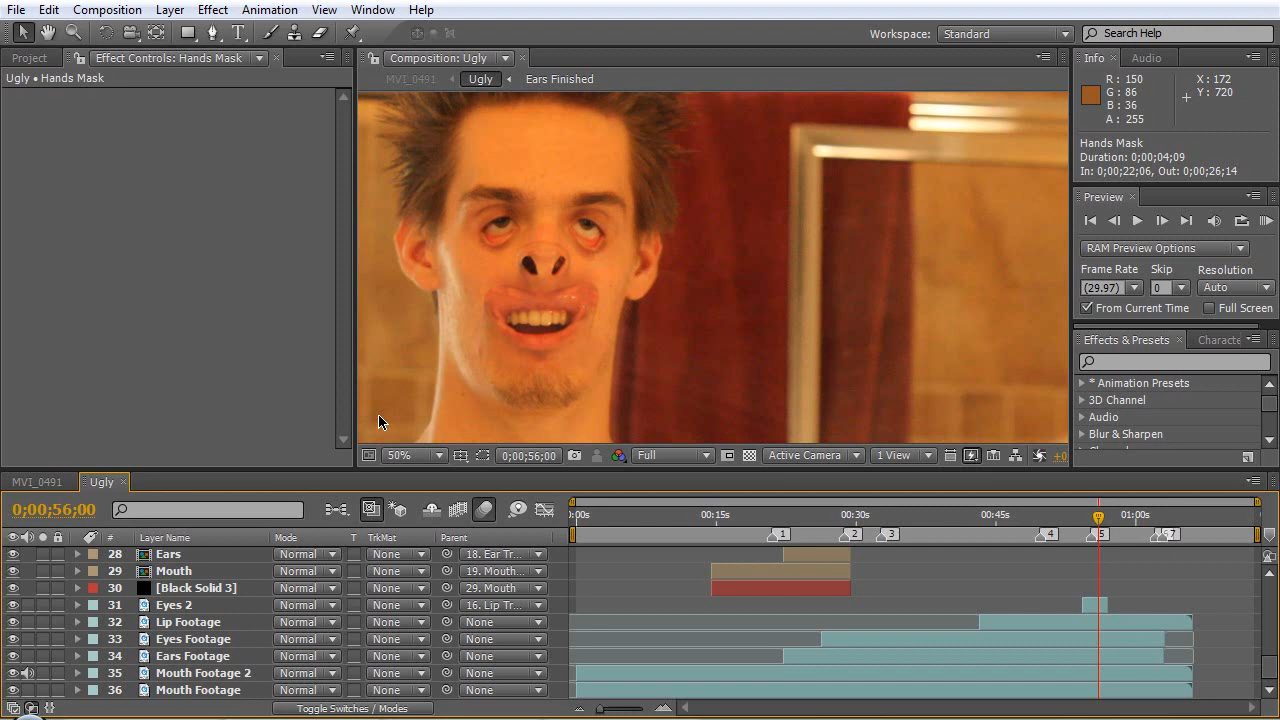 File Edit Composition Layer Effect Animation View Window Help
Workspace: Standard Search Help
Project Effect Controls: Hands Mask Composition: Ugly Info Audio
Ugly • Hands Mask
MVI_0491 Ugly Ears Finished
R : 150 X : 172
G : 86 Y : 720
B : 36
A : 255
Hands Mask
Duration: 0;00;04;09
In: 0;00;22;06, Out: 0;00;26;14
Preview
RAM Preview Options
Frame Rate Skip Resolution
(29.97) 0 Auto
From Current Time Full Screen
Effects & Presets Characte
* Animation Presets
3D Channel
Audio
Blur & Sharpen
50% 0;00;56;00 Full Active Camera 1 View +0
MVI_0491 Ugly
0;00;56;00 :00s 00:15s 00:30s 00:45s 01:00s
# Layer Name Mode T TrkMat Parent 1 2 3 4 5 7
28 Ears Normal None 18. Ear Tr...
29 Mouth Normal None 19. Mouth...
30 [Black Solid 3] Normal None 29. Mouth
31 Eyes 2 Normal None 16. Lip Tr...
32 Lip Footage Normal None None
33 Eyes Footage Normal None None
34 Ears Footage Normal None None
35 Mouth Footage 2 Normal None None
36 Mouth Footage Normal None None
Toggle Switches / Modes